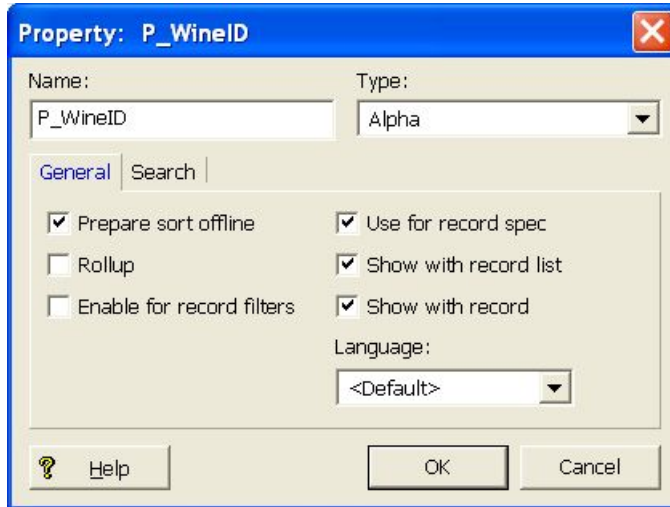 Property: P_WineID
Name: Type:
P_WineID Alpha
General Search
Prepare sort offline Use for record spec
Rollup Show with record list
Enable for record filters Show with record
Language:
<Default>
? Help OK Cancel